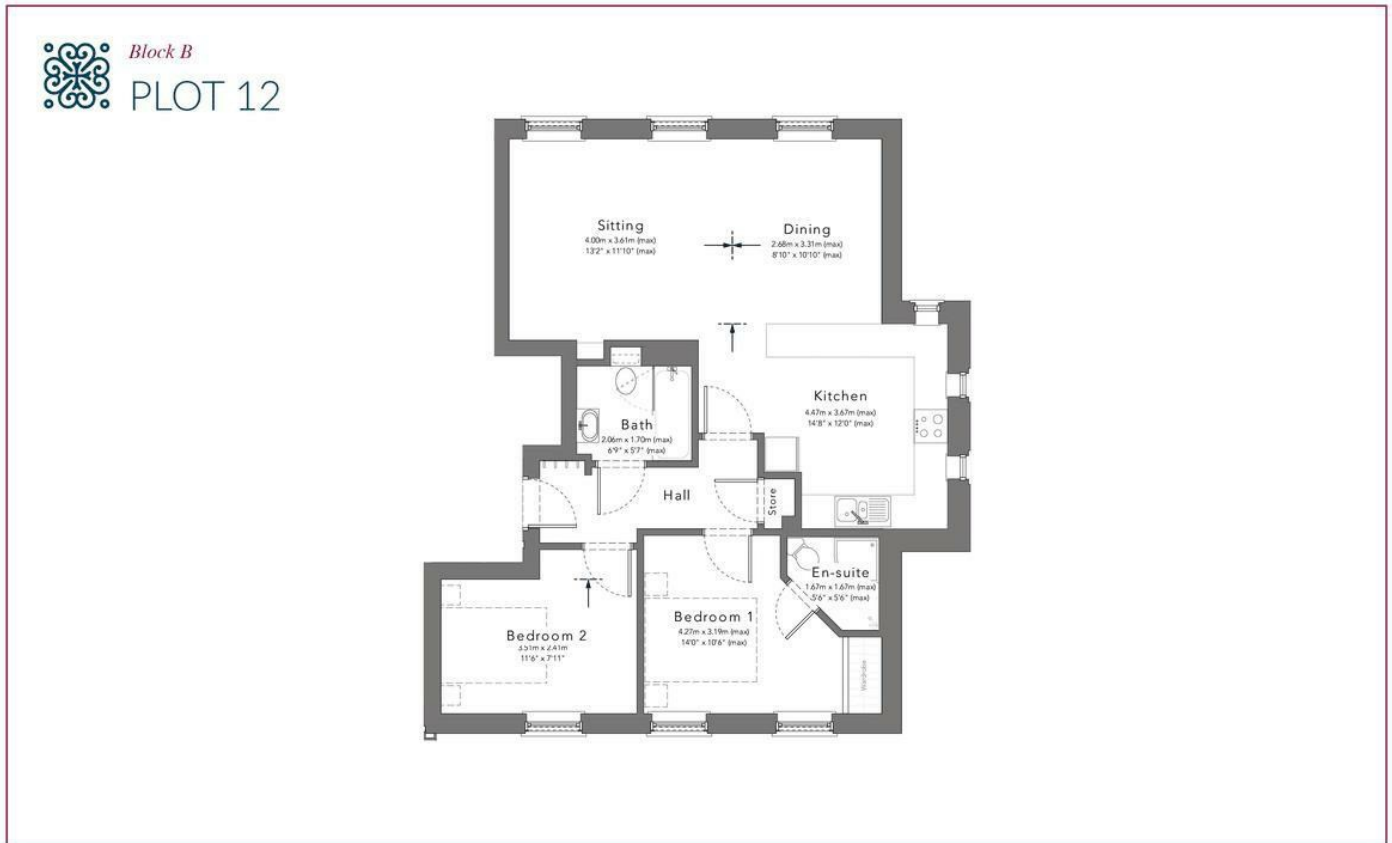 Block B
PLOT 12
Sitting
4.00m x 3.61m (max)
13'2" x 11'10" (max)
Dining
2.68m x 3.31m (max)
8'10" x 10'10" (max)
Kitchen
4.47m x 3.67m (max)
14'8" x 12'0" (max)
Bath
2.06m x 1.70m (max)
6'9" x 5'7" (max)
Hall
Store
En-suite
1.67m x 1.67m (max)
5'6" x 5'6" (max)
Bedroom 1
4.27m x 3.19m (max)
14'0" x 10'6" (max)
Bedroom 2
3.51m x 2.41m
11'6" x 7'11"
Wardrobe